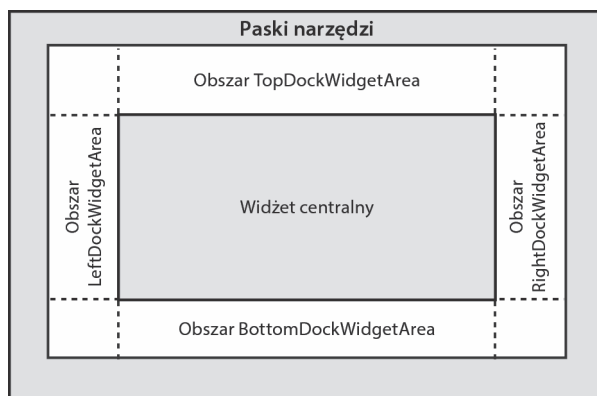 Paski narzędzi
Obszar TopDockWidgetArea
Obszar
LeftDockWidgetArea
Widżet centralny
Obszar
RightDockWidgetArea
Obszar BottomDockWidgetArea